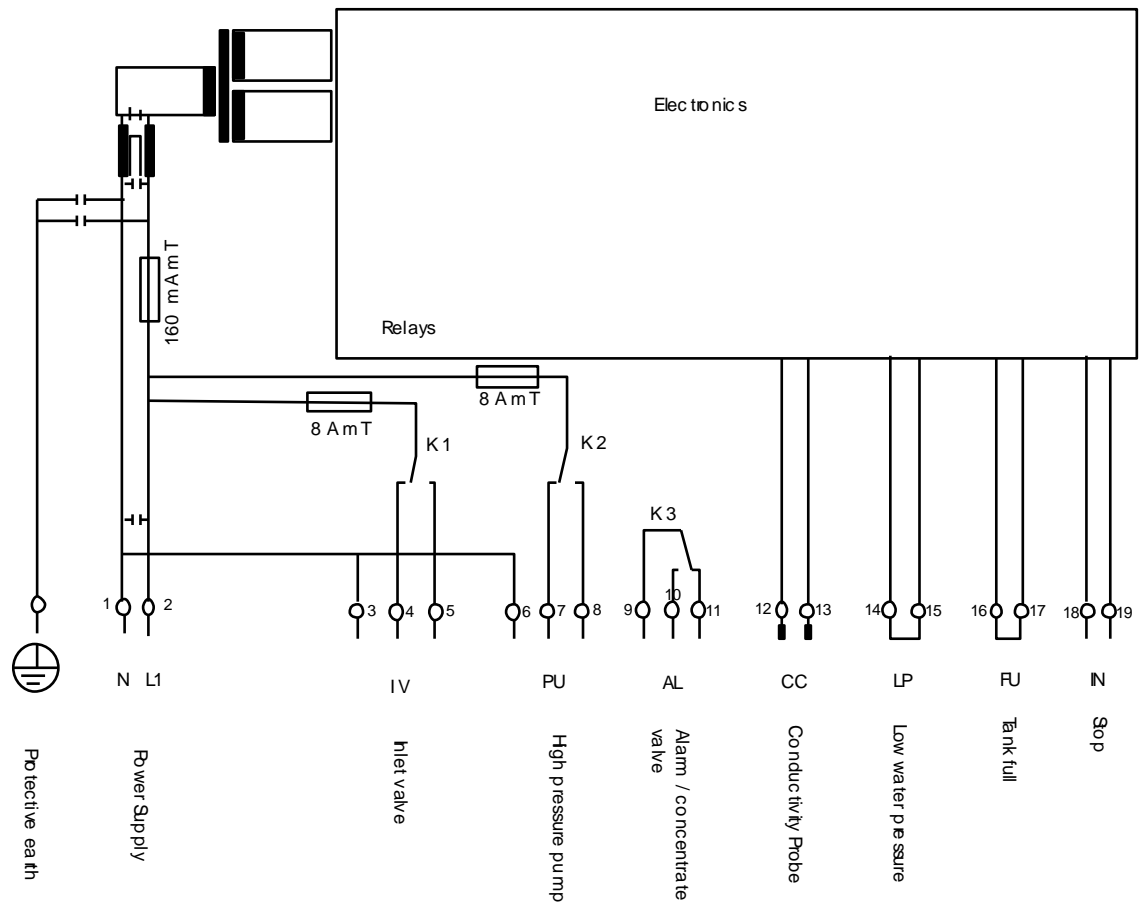 Electronics
160 mAmT
Relays
8 AmT
8 AmT
K1
K2
K3
1
2
3
4
5
6
7
8
9
10
11
12
13
14
15
16
17
18
19
N
L1
IV
PU
AL
CC
LP
FU
IN
Protective earth
Power Supply
Inlet valve
High pressure pump
Alarm / concentrate
valve
Conductivity Probe
Low water pressure
Tank full
Stop